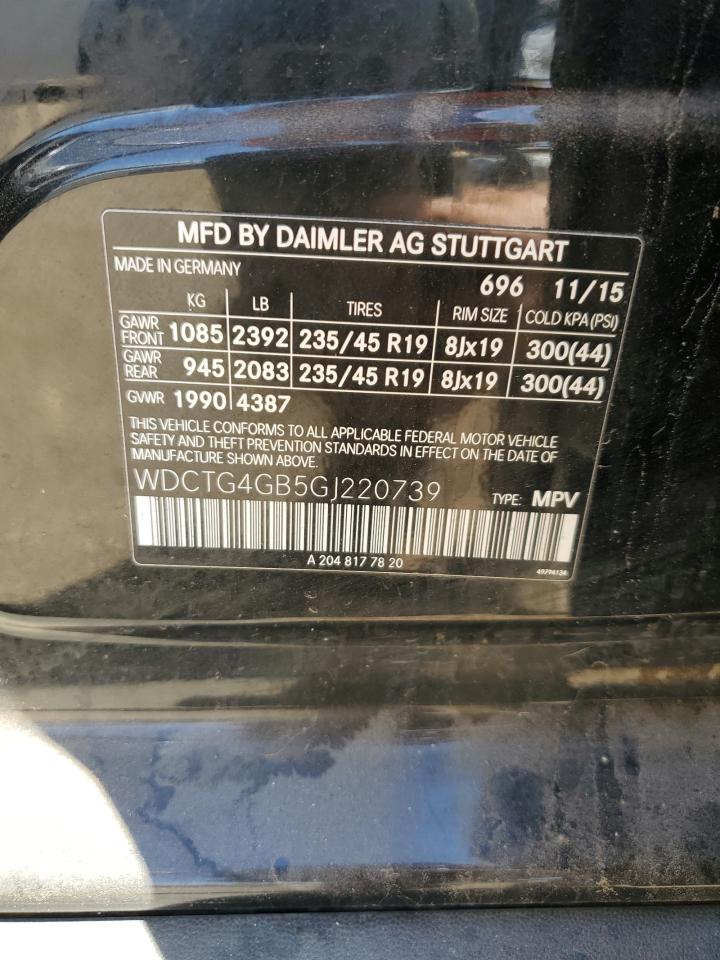 MFD BY DAIMLER AG STUTTGART
MADE IN GERMANY 696 11/15
KG LB TIRES RIM SIZE COLD KPA(PSI)
GAWR FRONT 1085 2392 235/45 R19 8Jx19 300(44)
GAWR REAR 945 2083 235/45 R19 8Jx19 300(44)
GVWR 1990 4387
THIS VEHICLE CONFORMS TO ALL APPLICABLE FEDERAL MOTOR VEHICLE
SAFETY AND THEFT PREVENTION STANDARDS IN EFFECT ON THE DATE OF
MANUFACTURE SHOWN ABOVE.
WDCTG4GB5GJ220739 TYPE: MPV
A 204 817 78 20
49794134